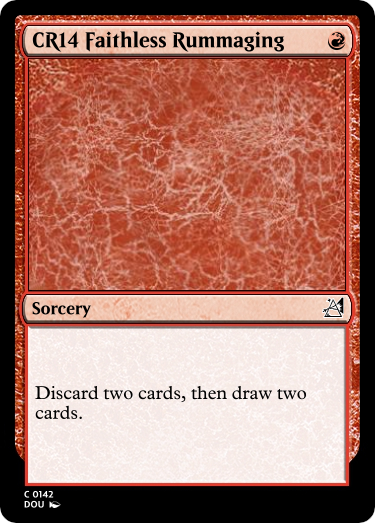 CR14 Faithless Rummaging
Sorcery
Discard two cards, then draw two
cards.
C 0142
DOU